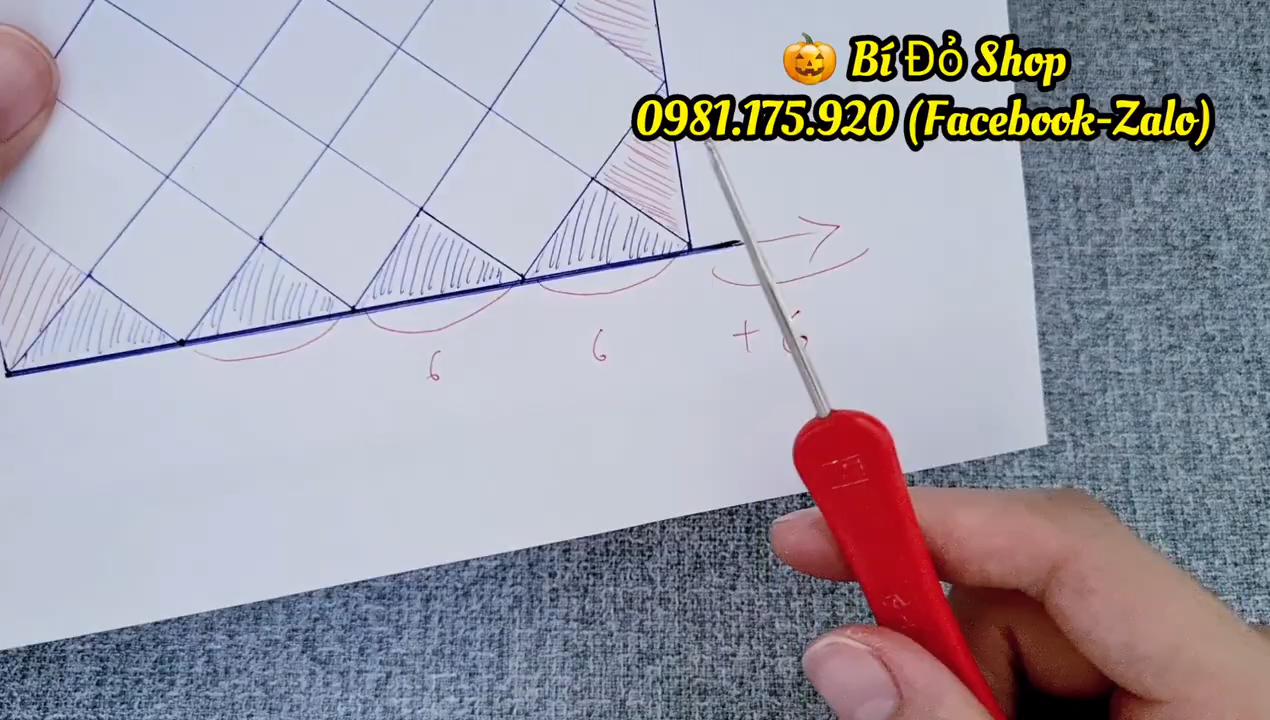 🎃 Bí Đỏ Shop
0981.175.920 (Facebook-Zalo)
6 6 +